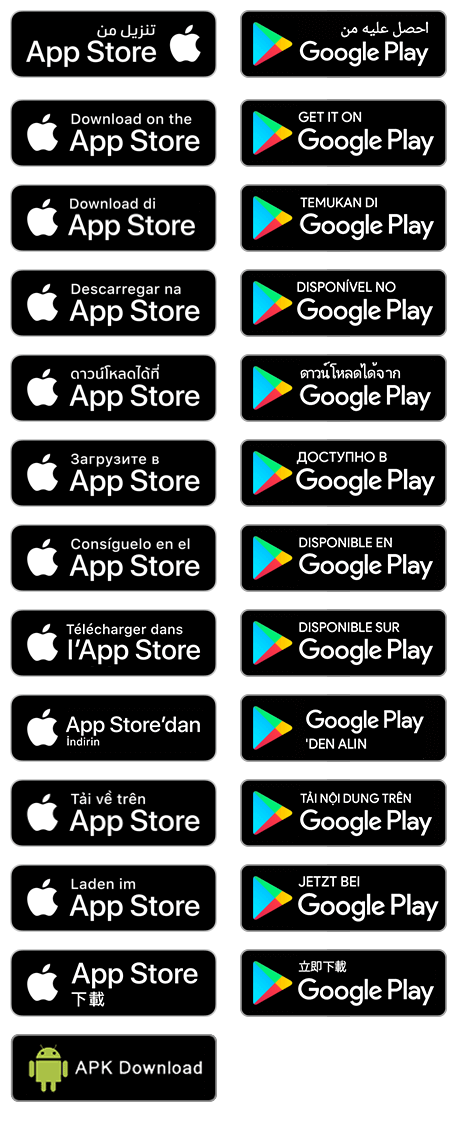 تنزيل من
App Store
احصل عليه من
Google Play
Download on the
App Store
GET IT ON
Google Play
Download di
App Store
TEMUKAN DI
Google Play
Descarregar na
App Store
DISPONÍVEL NO
Google Play
ดาวน์โหลดได้ที่
App Store
ดาวน์โหลดได้จาก
Google Play
Загрузите в
App Store
ДОСТУПНО В
Google Play
Consíguelo en el
App Store
DISPONIBLE EN
Google Play
Télécharger dans
l'App Store
DISPONIBLE SUR
Google Play
App Store'dan
İndirin
Google Play
'DEN ALIN
Tải về trên
App Store
TẢI NỘI DUNG TRÊN
Google Play
Laden im
App Store
JETZT BEI
Google Play
App Store
下載
立即下載
Google Play
APK Download